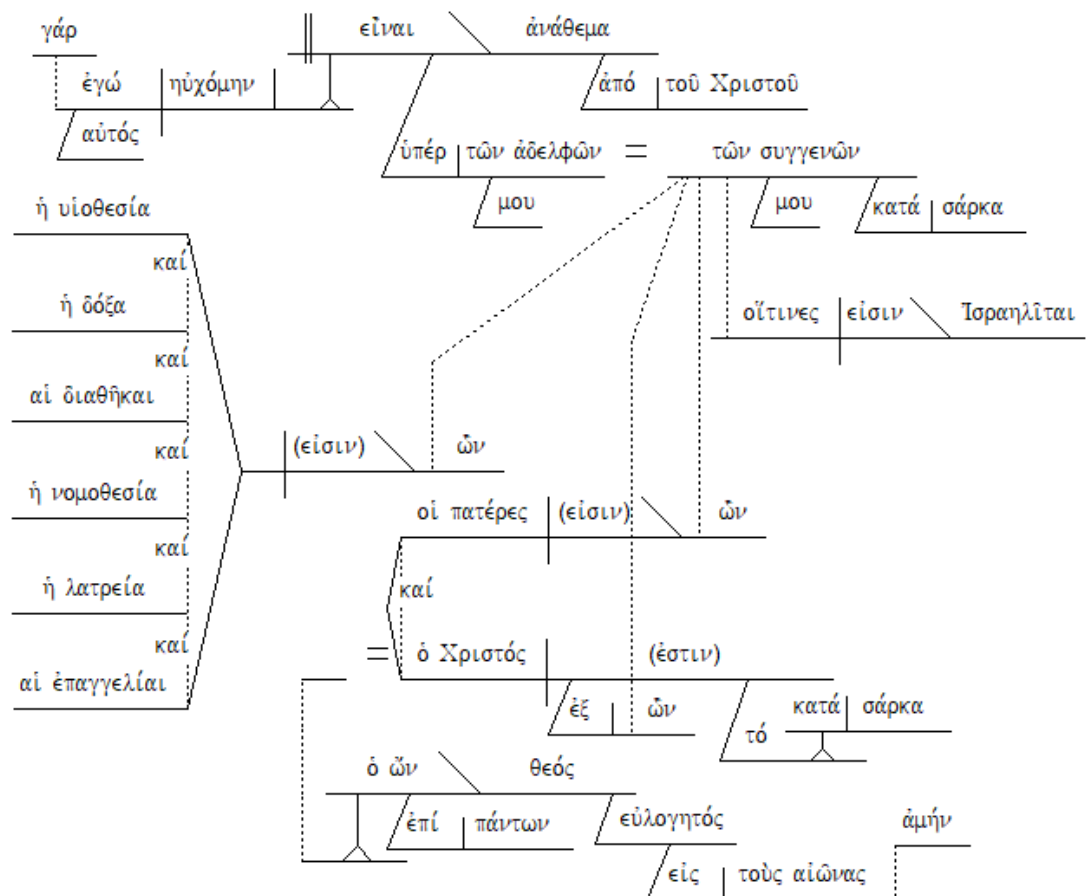 γάρ
εἶναι ἀνάθεμα
ἐγώ ηὐχόμην ἀπό τοῦ Χριστοῦ
αὐτός
ὑπέρ τῶν ἀδελφῶν = τῶν συγγενῶν
μου μου κατά σάρκα
ἡ υἱοθεσία
καί
ἡ δόξα οἵτινες εἰσιν Ἰσραηλῖται
καί
αἱ διαθῆκαι
καί (εἰσιν) ὧν
ἡ νομοθεσία οἱ πατέρες (εἰσιν) ὧν
καί
ἡ λατρεία καί
καί
= ὁ Χριστός (ἐστιν)
αἱ ἐπαγγελίαι
ἐξ ὧν κατά σάρκα
τό
ὁ ὤν θεός
ἐπί πάντων εὐλογητός ἀμήν
εἰς τοὺς αἰῶνας